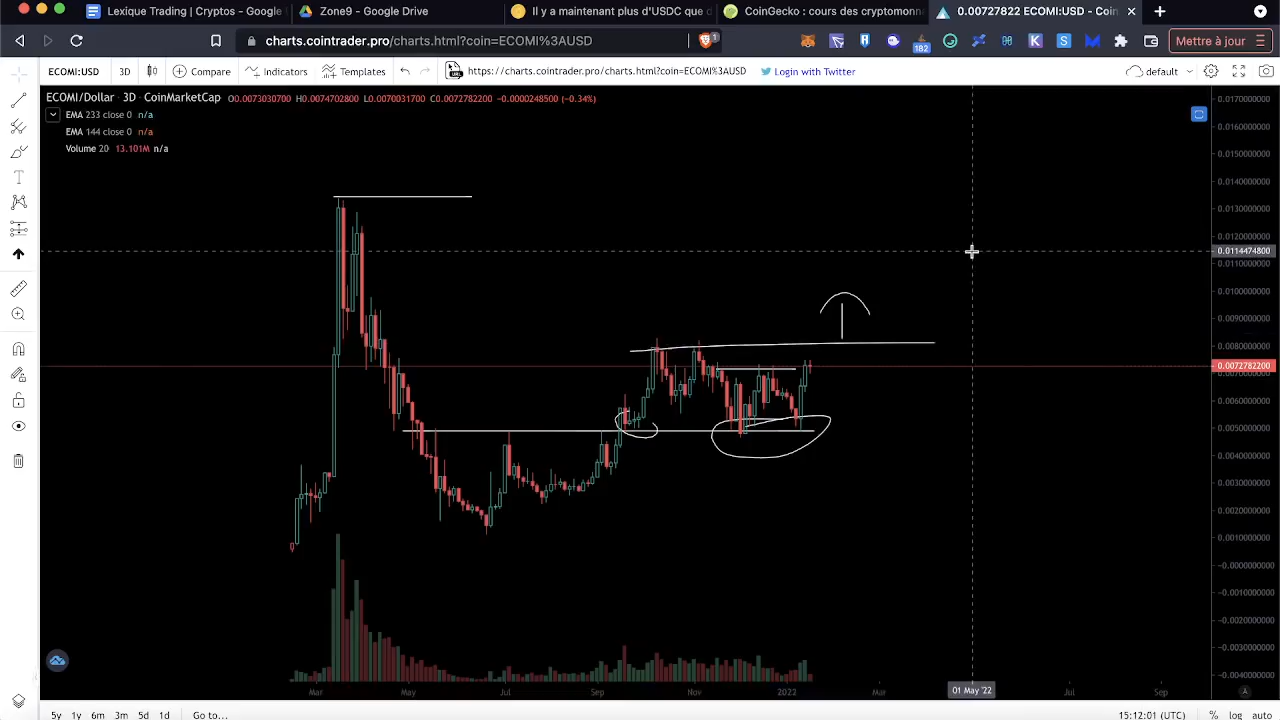 Lexique Trading | Cryptos - Google
Zone9 - Google Drive
Il y a maintenant plus d'USDC que d
CoinGecko : cours des cryptomonn
0.00727822 ECOMI:USD - Coin
charts.cointrader.pro/charts.html?coin=ECOMI%3AUSD
1
182
Mettre à jour
ECOMI:USD
3D
Compare
Indicators
Templates
URL
https://charts.cointrader.pro/charts.html?coin=ECOMI%3AUSD
Login with Twitter
default
ECOMI/Dollar · 3D · CoinMarketCap O0.0073030700 H0.0074702800 L0.0070031700 C0.0072782200 −0.0000248500 (−0.34%)
EMA 233 close 0 n/a
EMA 144 close 0 n/a
Volume 20 13.101M n/a
0.0170000000
0.0160000000
0.0150000000
0.0140000000
0.0130000000
0.0120000000
0.0114474800
0.0110000000
0.0100000000
0.0090000000
0.0080000000
0.0072782200
0.0060000000
0.0050000000
0.0040000000
0.0030000000
0.0020000000
0.0010000000
−0.0000000000
−0.0010000000
−0.0020000000
−0.0030000000
−0.0040000000
Mar May Jul Sep Nov 2022 Mar 01 May '22 Jul Sep
5y 1y 6m 3m 5d 1d Go to...
15:12:01 (UTC) % log auto